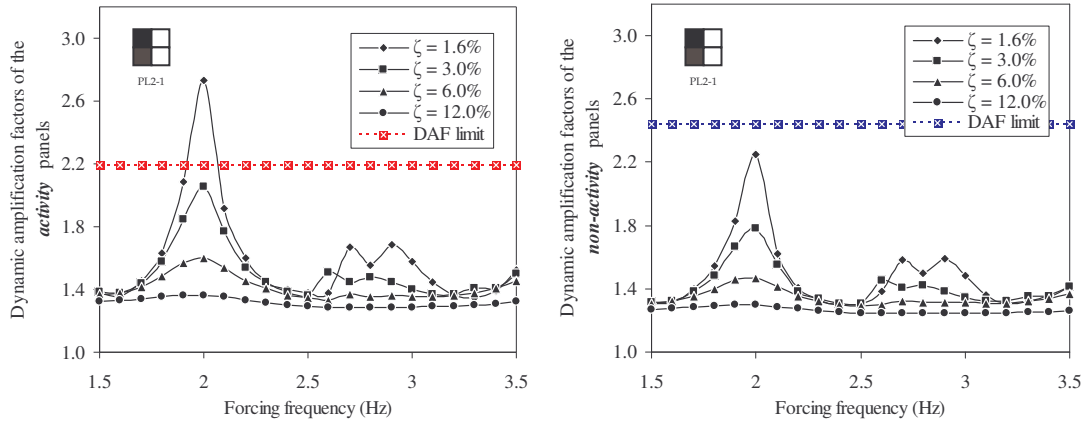 Dynamic amplification factors of the
activity panels
3.0
2.6
2.2
1.8
1.4
1.0
PL2-1
ζ = 1.6%
ζ = 3.0%
ζ = 6.0%
ζ = 12.0%
DAF limit
1.5
2
2.5
3
3.5
Forcing frequency (Hz)
Dynamic amplification factors of the
non-activity panels
3.0
2.6
2.2
1.8
1.4
1.0
PL2-1
ζ = 1.6%
ζ = 3.0%
ζ = 6.0%
ζ = 12.0%
DAF limit
1.5
2
2.5
3
3.5
Forcing frequency (Hz)